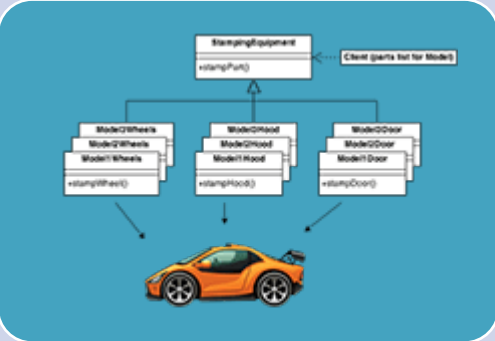 StampingEquipment
+stampPart()
Client (parts list for Model)
Model3Wheels
Model2Wheels
Model1Wheels
+stampWheel()
Model3Hood
Model2Hood
Model1Hood
+stampHood()
Model3Door
Model2Door
Model1Door
+stampDoor()